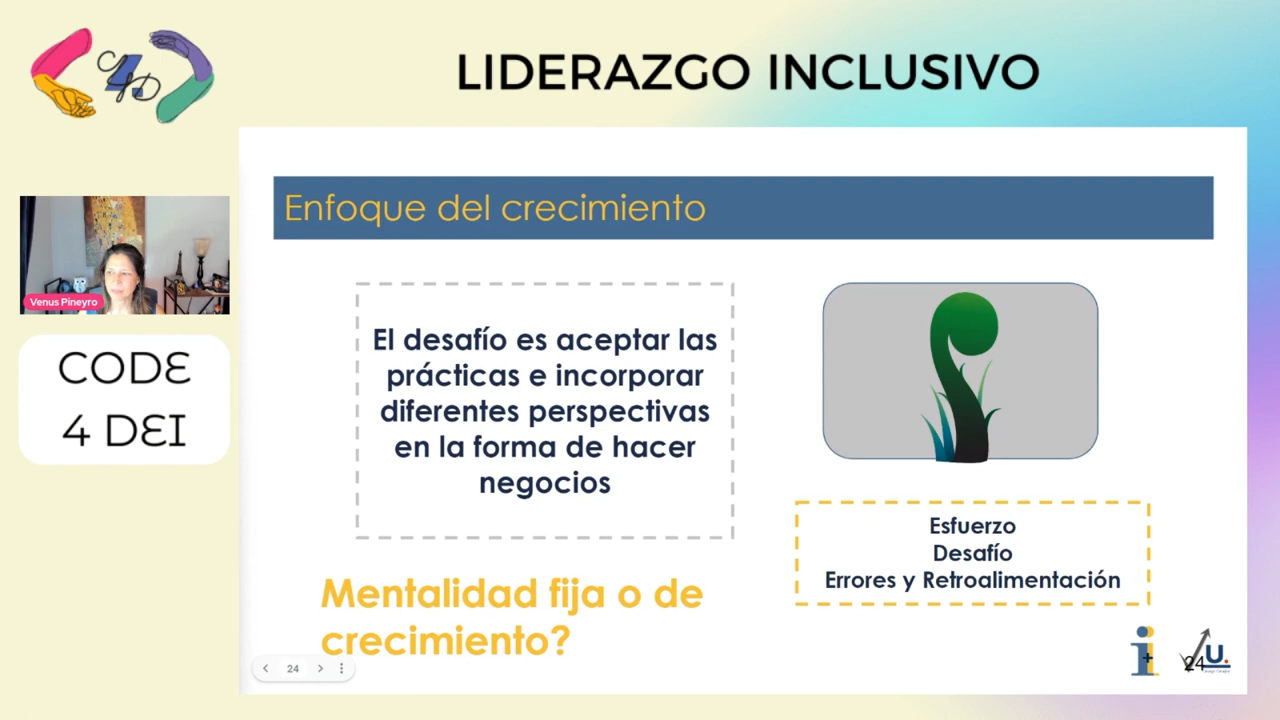 LIDERAZGO INCLUSIVO
C4D
Venus Pineyro
CODE
4 DEI
Enfoque del crecimiento
El desafío es aceptar las
prácticas e incorporar
diferentes perspectivas
en la forma de hacer
negocios
Mentalidad fija o de
crecimiento?
Esfuerzo
Desafío
Errores y Retroalimentación
24
i+
24
U.